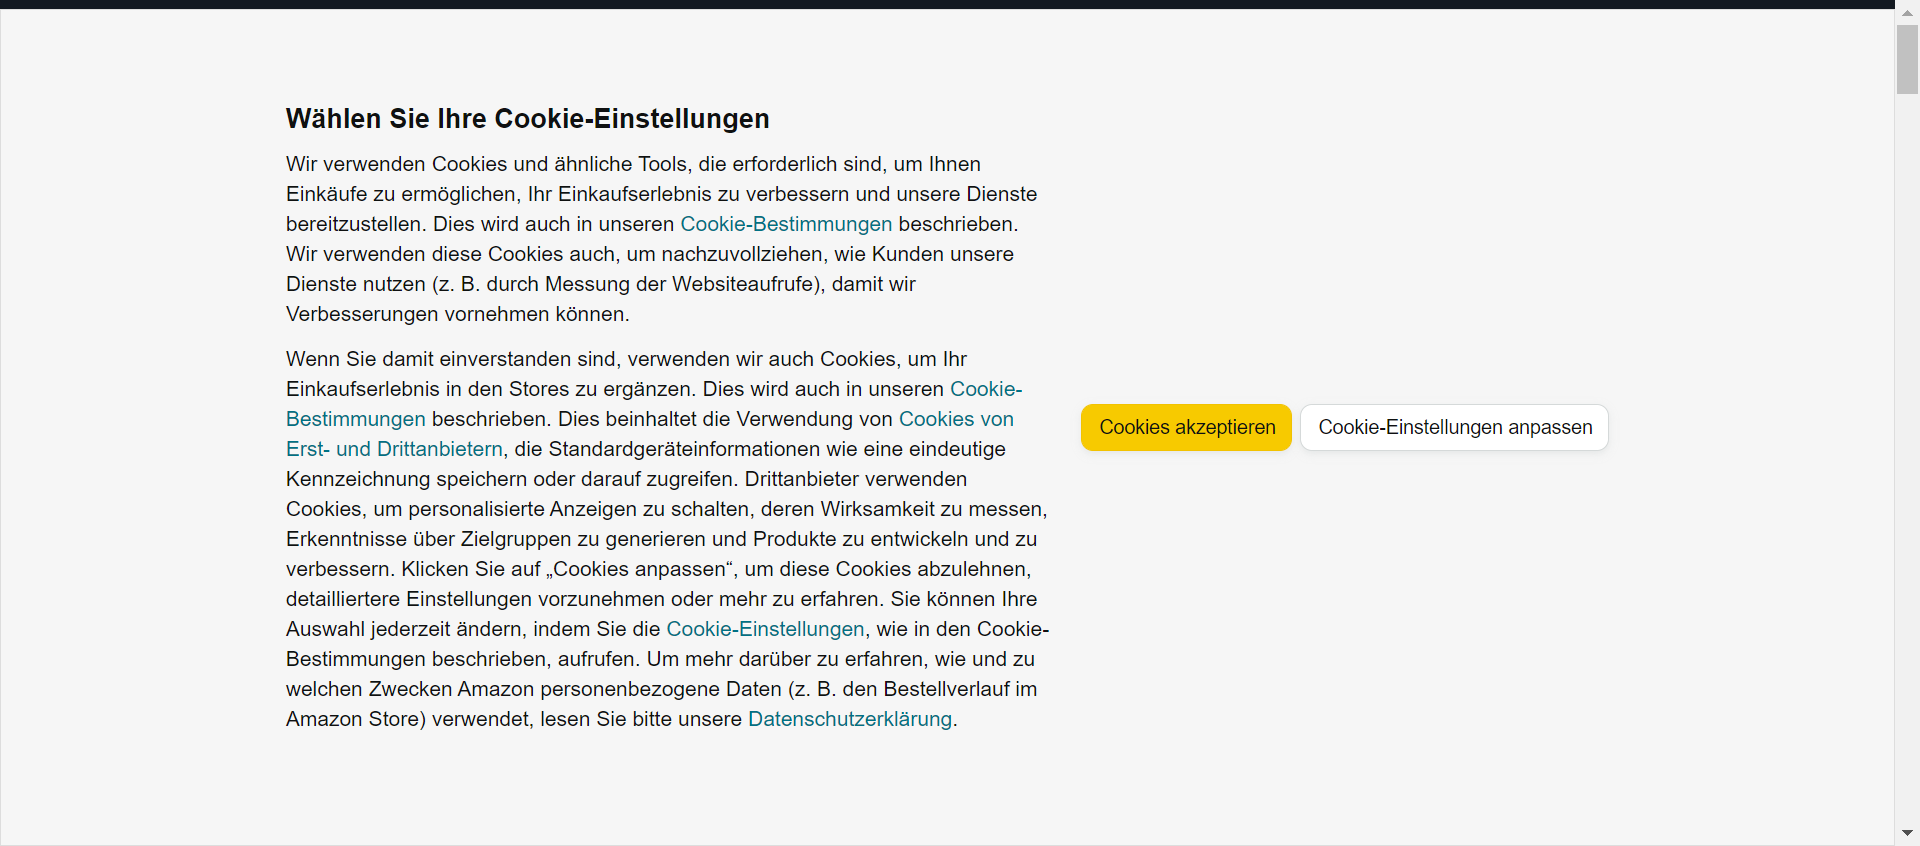 Wählen Sie Ihre Cookie-Einstellungen
Wir verwenden Cookies und ähnliche Tools, die erforderlich sind, um Ihnen
Einkäufe zu ermöglichen, Ihr Einkaufserlebnis zu verbessern und unsere Dienste
bereitzustellen. Dies wird auch in unseren Cookie-Bestimmungen beschrieben.
Wir verwenden diese Cookies auch, um nachzuvollziehen, wie Kunden unsere
Dienste nutzen (z. B. durch Messung der Websiteaufrufe), damit wir
Verbesserungen vornehmen können.
Wenn Sie damit einverstanden sind, verwenden wir auch Cookies, um Ihr
Einkaufserlebnis in den Stores zu ergänzen. Dies wird auch in unseren Cookie-
Bestimmungen beschrieben. Dies beinhaltet die Verwendung von Cookies von
Erst- und Drittanbietern, die Standardgeräteinformationen wie eine eindeutige
Kennzeichnung speichern oder darauf zugreifen. Drittanbieter verwenden
Cookies, um personalisierte Anzeigen zu schalten, deren Wirksamkeit zu messen,
Erkenntnisse über Zielgruppen zu generieren und Produkte zu entwickeln und zu
verbessern. Klicken Sie auf „Cookies anpassen“, um diese Cookies abzulehnen,
detailliertere Einstellungen vorzunehmen oder mehr zu erfahren. Sie können Ihre
Auswahl jederzeit ändern, indem Sie die Cookie-Einstellungen, wie in den Cookie-
Bestimmungen beschrieben, aufrufen. Um mehr darüber zu erfahren, wie und zu
welchen Zwecken Amazon personenbezogene Daten (z. B. den Bestellverlauf im
Amazon Store) verwendet, lesen Sie bitte unsere Datenschutzerklärung.
Cookies akzeptieren
Cookie-Einstellungen anpassen